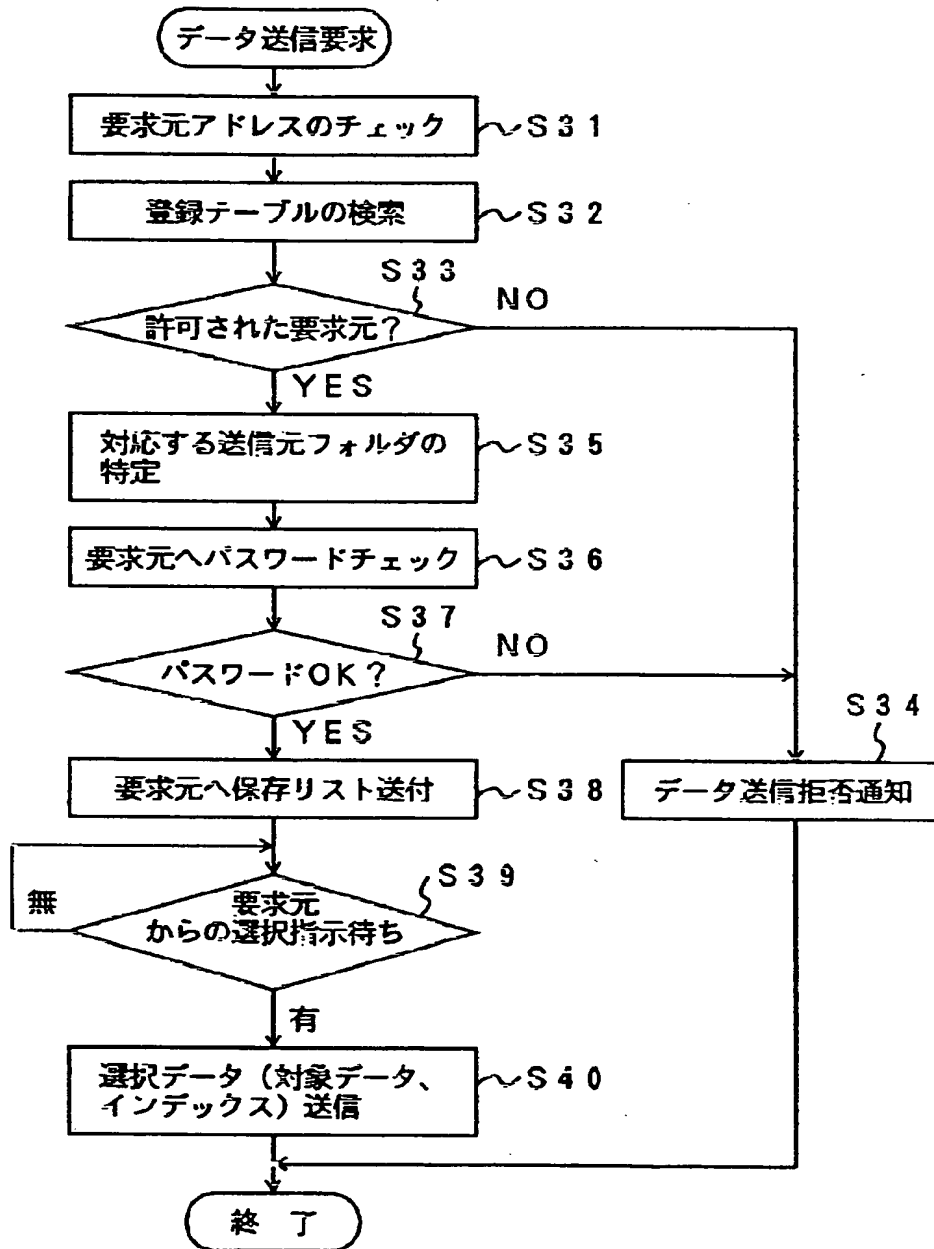 データ送信要求
要求元アドレスのチェック
S31
登録テーブルの検索
S32
S33
許可された要求元？
NO
YES
対応する送信元フォルダの
特定
S35
要求元へパスワードチェック
S36
S37
パスワードOK？
NO
YES
S34
要求元へ保存リスト送付
S38
データ送信拒否通知
S39
無
要求元
からの選択指示待ち
有
選択データ（対象データ、
インデックス）送信
S40
終 了